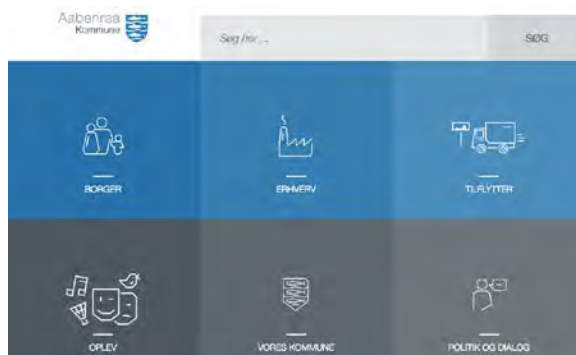 Aabenraa
Kommune
Søg her ...
SØG
BORGER
ERHVERV
TILFLYTTER
OPLEV
VORES KOMMUNE
POLITIK OG DIALOG